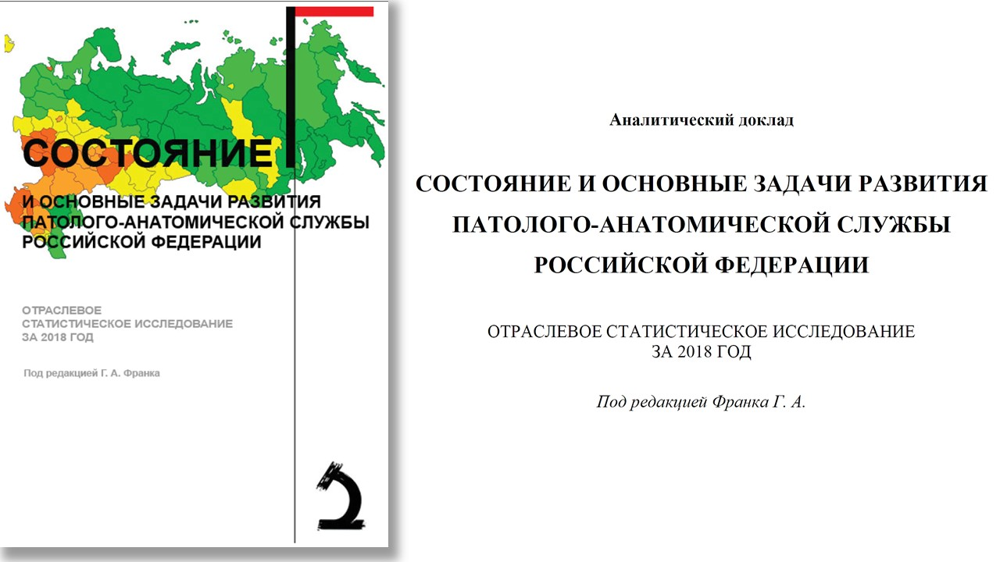 СОСТОЯНИЕ
И ОСНОВНЫЕ ЗАДАЧИ РАЗВИТИЯ
ПАТОЛОГО-АНАТОМИЧЕСКОЙ СЛУЖБЫ
РОССИЙСКОЙ ФЕДЕРАЦИИ
ОТРАСЛЕВОЕ
СТАТИСТИЧЕСКОЕ ИССЛЕДОВАНИЕ
ЗА 2018 ГОД
Под редакцией Г. А. Франка
Аналитический доклад
СОСТОЯНИЕ И ОСНОВНЫЕ ЗАДАЧИ РАЗВИТИЯ
ПАТОЛОГО-АНАТОМИЧЕСКОЙ СЛУЖБЫ
РОССИЙСКОЙ ФЕДЕРАЦИИ
ОТРАСЛЕВОЕ СТАТИСТИЧЕСКОЕ ИССЛЕДОВАНИЕ
ЗА 2018 ГОД
Под редакцией Франка Г. А.